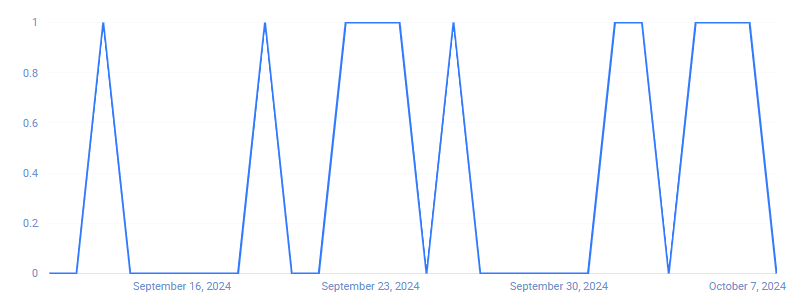 1
0.8
0.6
0.4
0.2
0
September 16, 2024
September 23, 2024
September 30, 2024
October 7, 2024